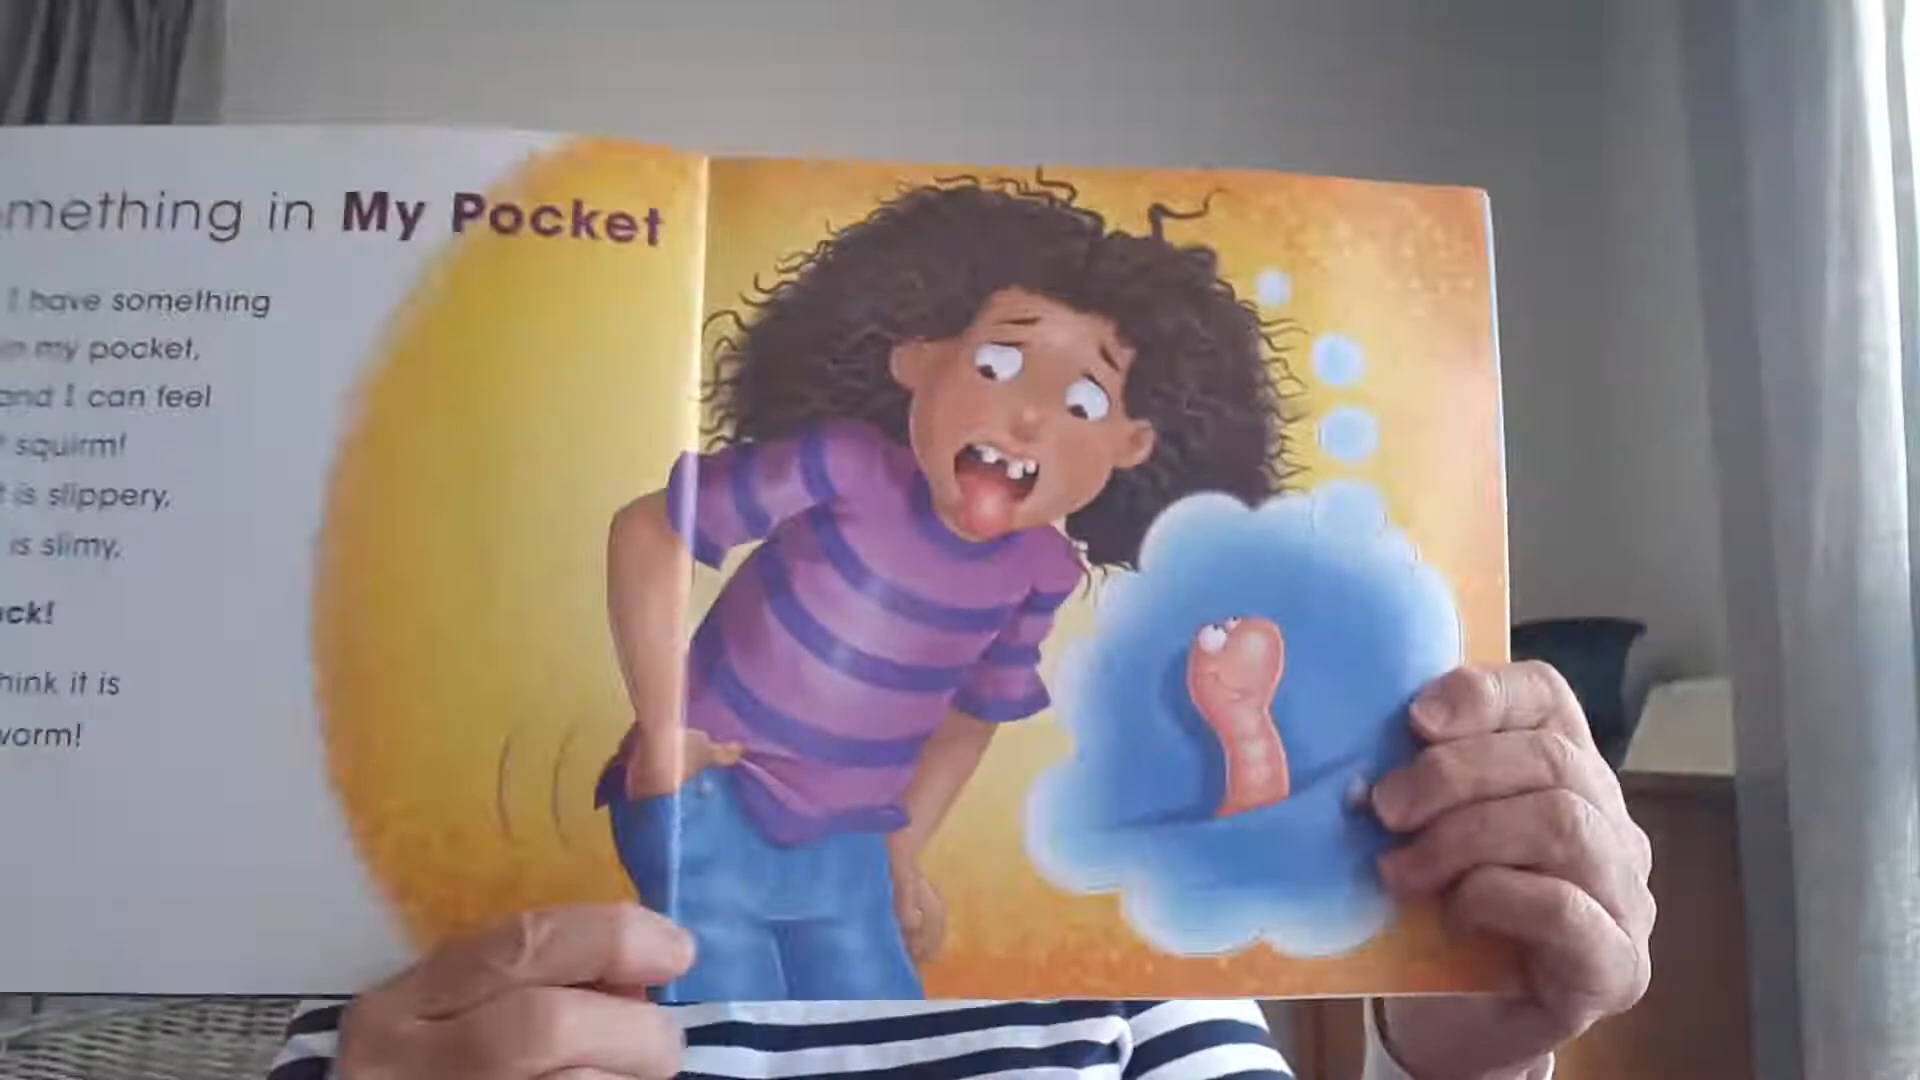 mething in My Pocket
I have something
my pocket,
and I can feel
squirm!
is slippery,
is slimy.
ck!
hink it is
worm!